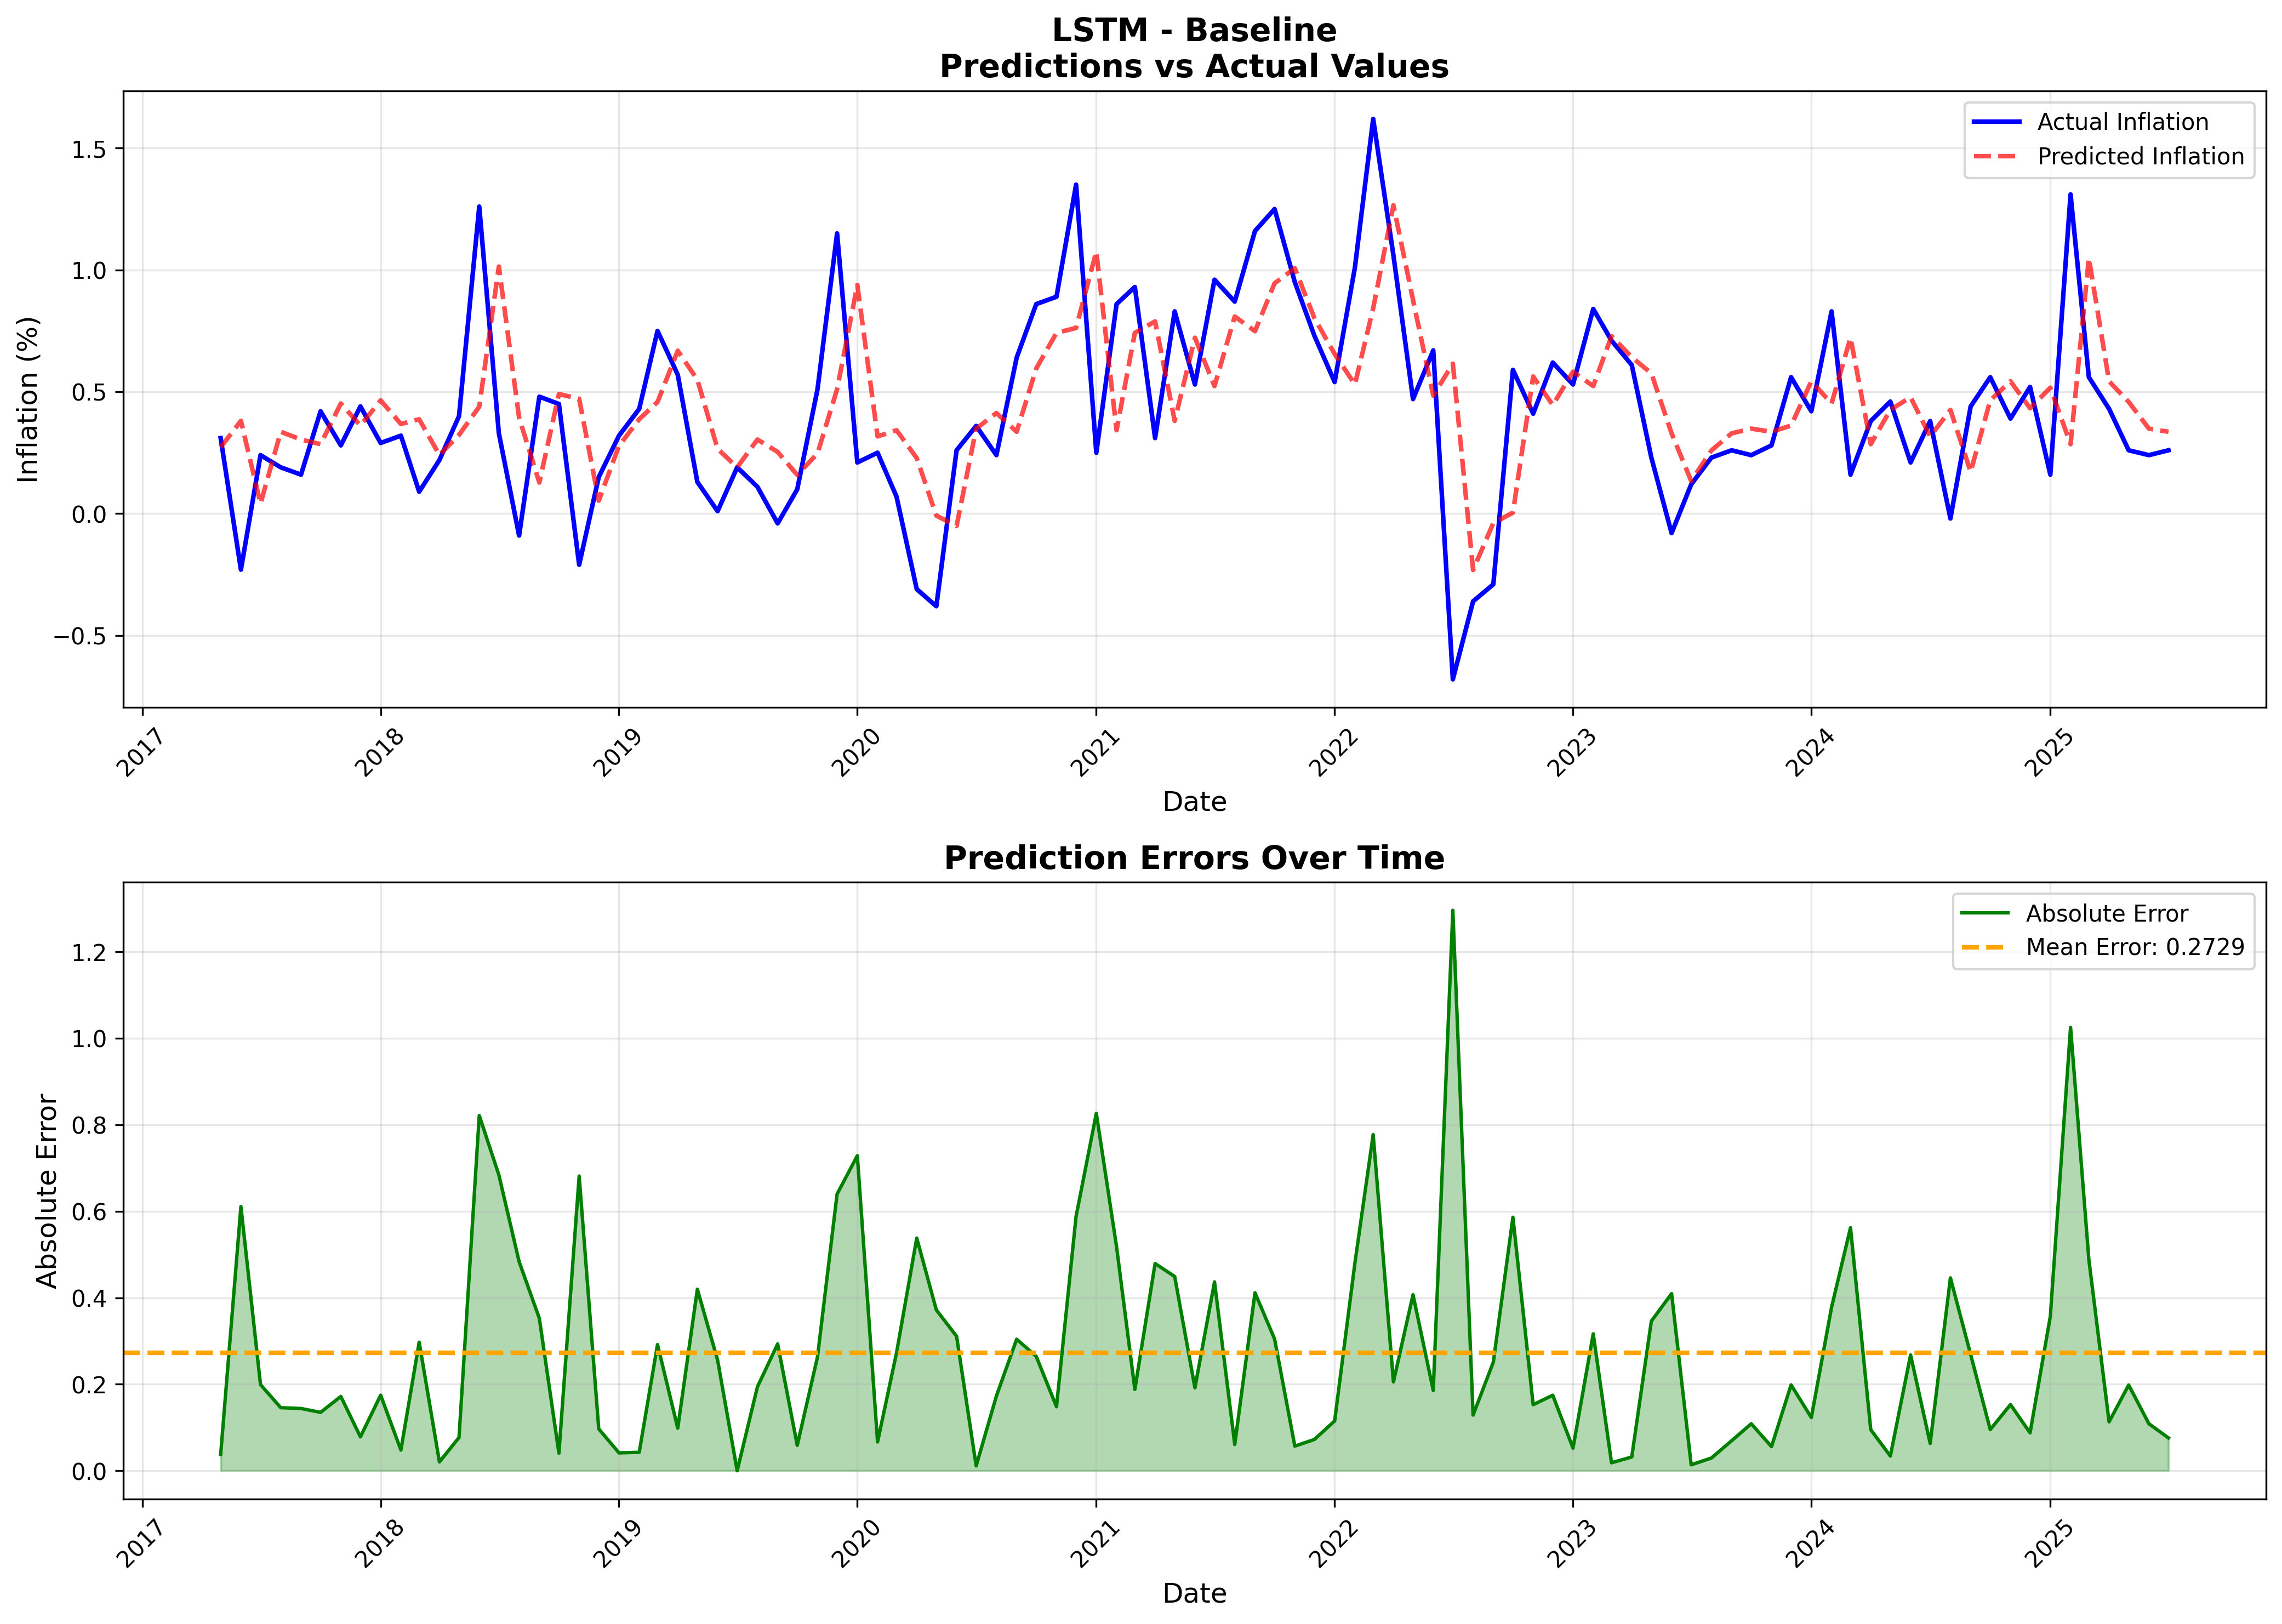 LSTM - Baseline
Predictions vs Actual Values
Actual Inflation
Predicted Inflation
Inflation (%)
1.5
1.0
0.5
0.0
−0.5
2017
2018
2019
2020
2021
2022
2023
2024
2025
Date
Prediction Errors Over Time
Absolute Error
Mean Error: 0.2729
Absolute Error
1.2
1.0
0.8
0.6
0.4
0.2
0.0
2017
2018
2019
2020
2021
2022
2023
2024
2025
Date